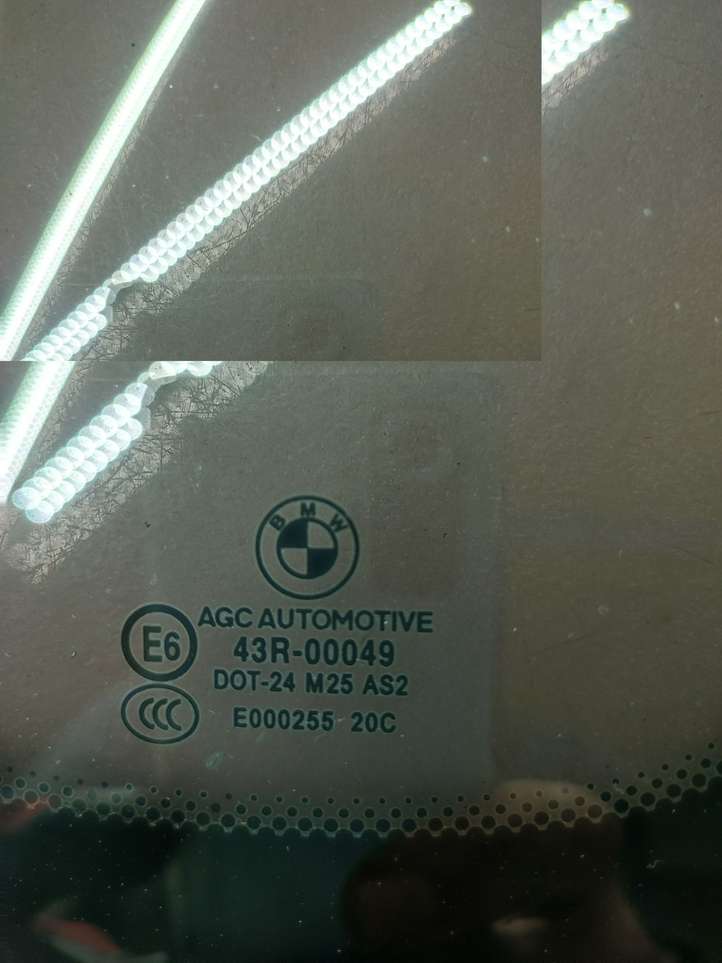 BMW
AGC AUTOMOTIVE
E6 43R-00049
DOT-24 M25 AS2
CCC E000255 20C